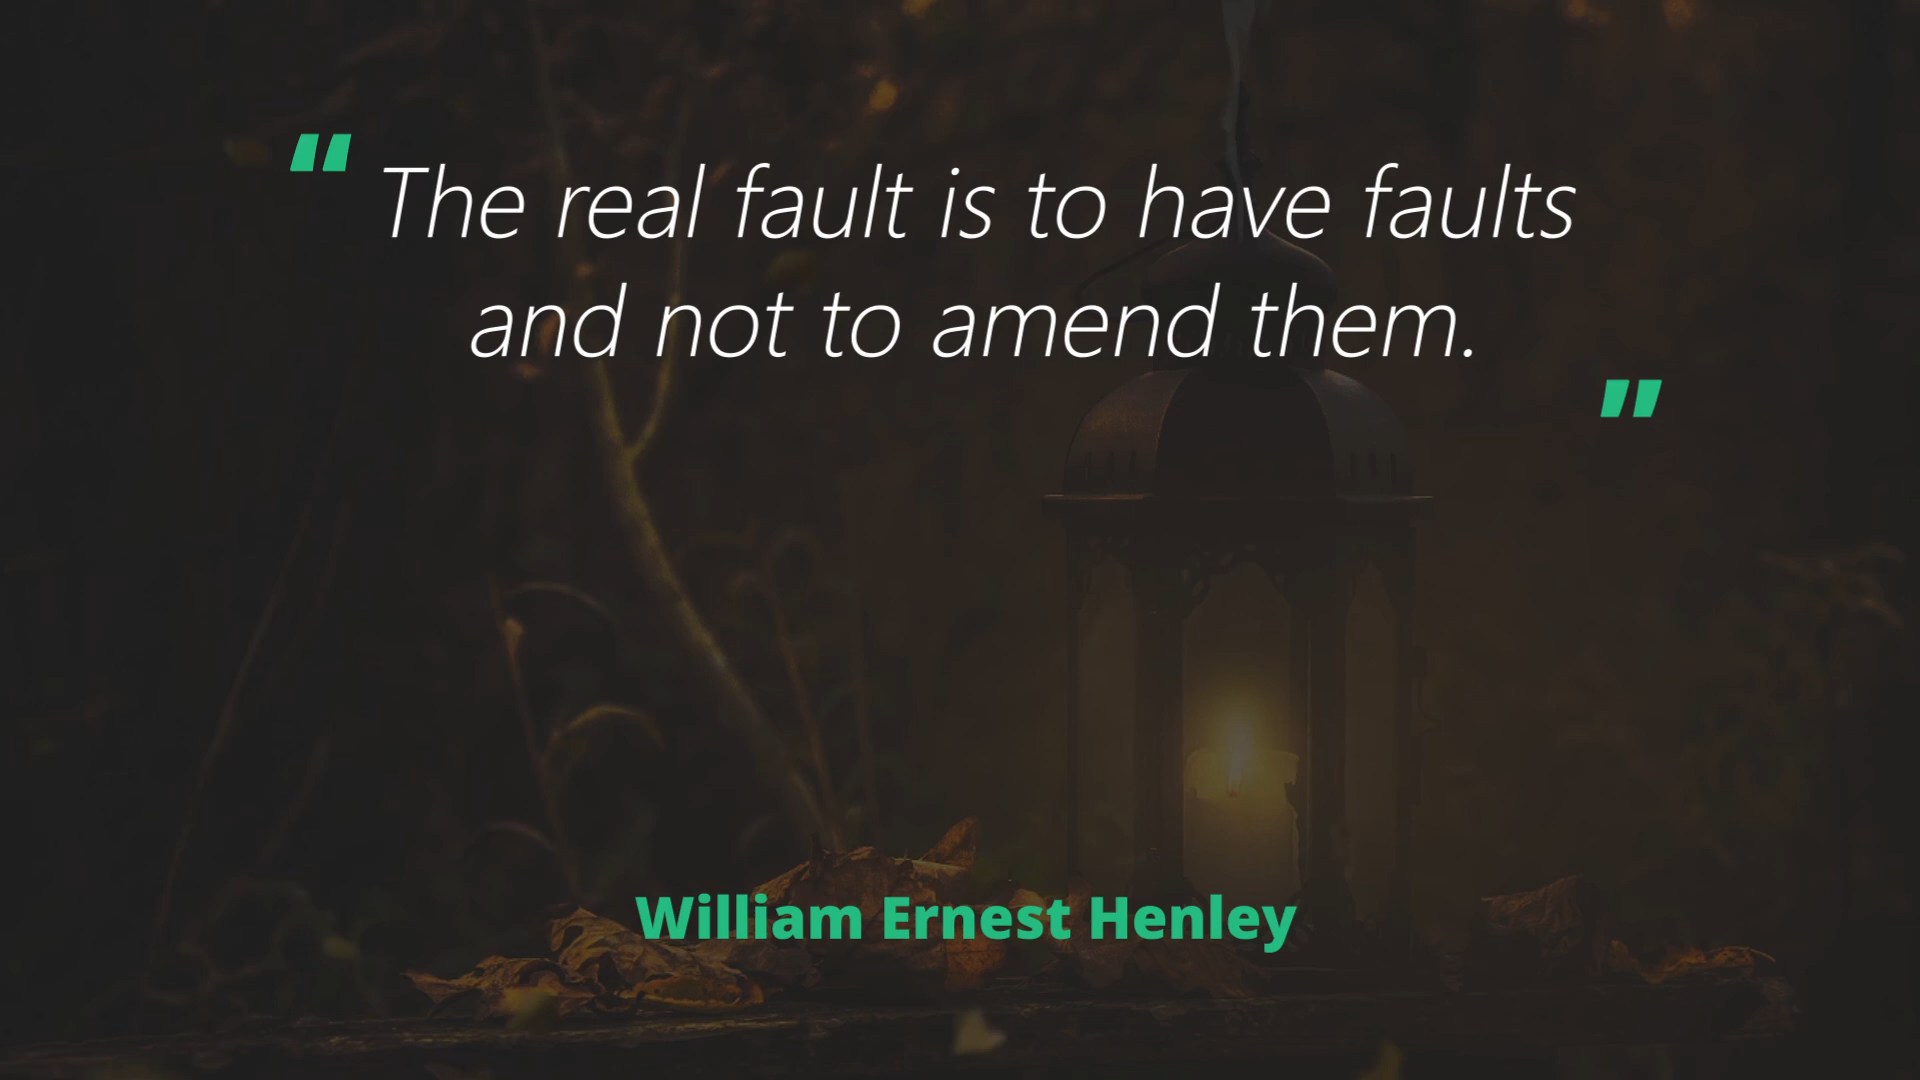 “ The real fault is to have faults
and not to amend them. ”
William Ernest Henley